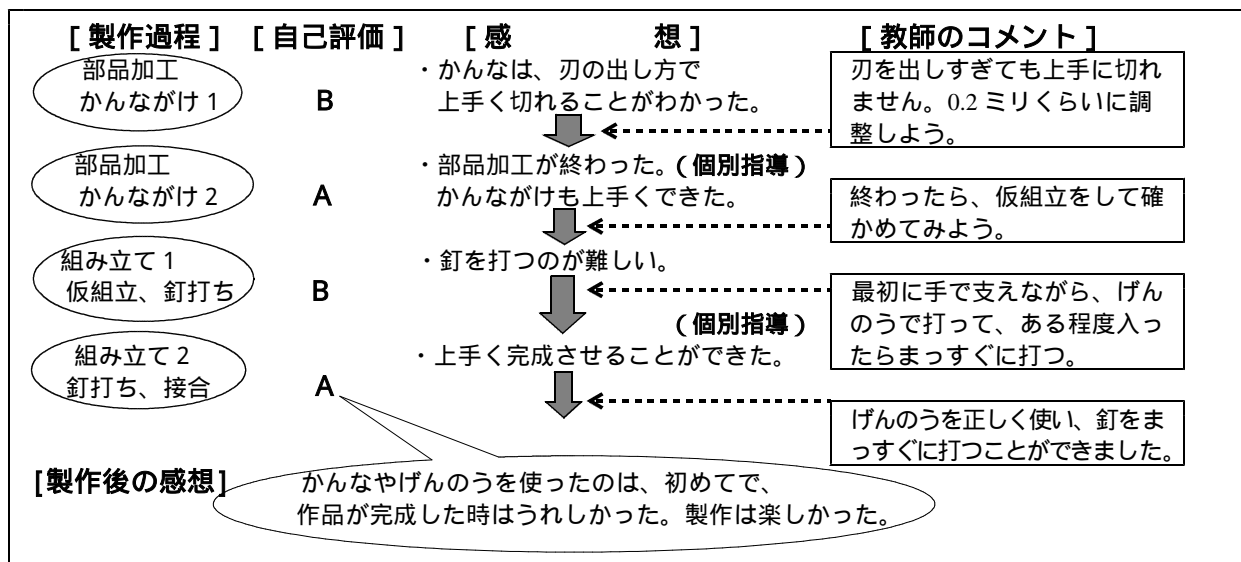 [ 製作過程 ] [ 自己評価 ] [ 感 想 ] [ 教師のコメント ]
部品加工
かんながけ 1
B
・かんなは、刃の出し方で
上手く切れることがわかった。
刃を出しすぎても上手に切れ
ません。0.2 ミリくらいに調
整しよう。
部品加工
かんながけ 2
A
・部品加工が終わった。( 個別指導 )
かんながけも上手くできた。
終わったら、仮組立をして確
かめてみよう。
組み立て 1
仮組立、釘打ち
B
・釘を打つのが難しい。
( 個別指導 )
最初に手で支えながら、げん
のうで打って、ある程度入っ
たらまっすぐに打つ。
組み立て 2
釘打ち、接合
A
・上手く完成させることができた。
げんのうを正しく使い、釘をま
っすぐに打つことができました。
[製作後の感想]
かんなやげんのうを使ったのは、初めてで、
作品が完成した時はうれしかった。製作は楽しかった。